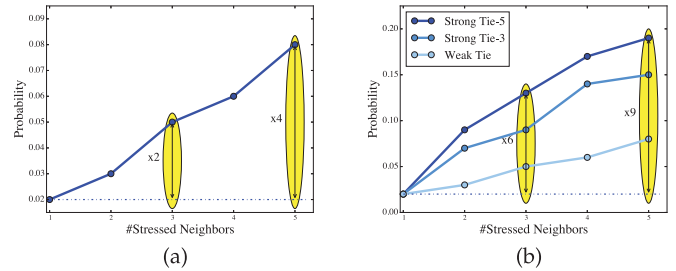 0.09
0.08
0.07
0.06
0.05
0.04
0.03
0.02
Probability
x2
x4
1 2 3 4 5
#Stressed Neighbors
(a)
0.20
0.15
0.10
0.05
0.00
Probability
Strong Tie-5
Strong Tie-3
Weak Tie
x6
x9
1 2 3 4 5
#Stressed Neighbors
(b)